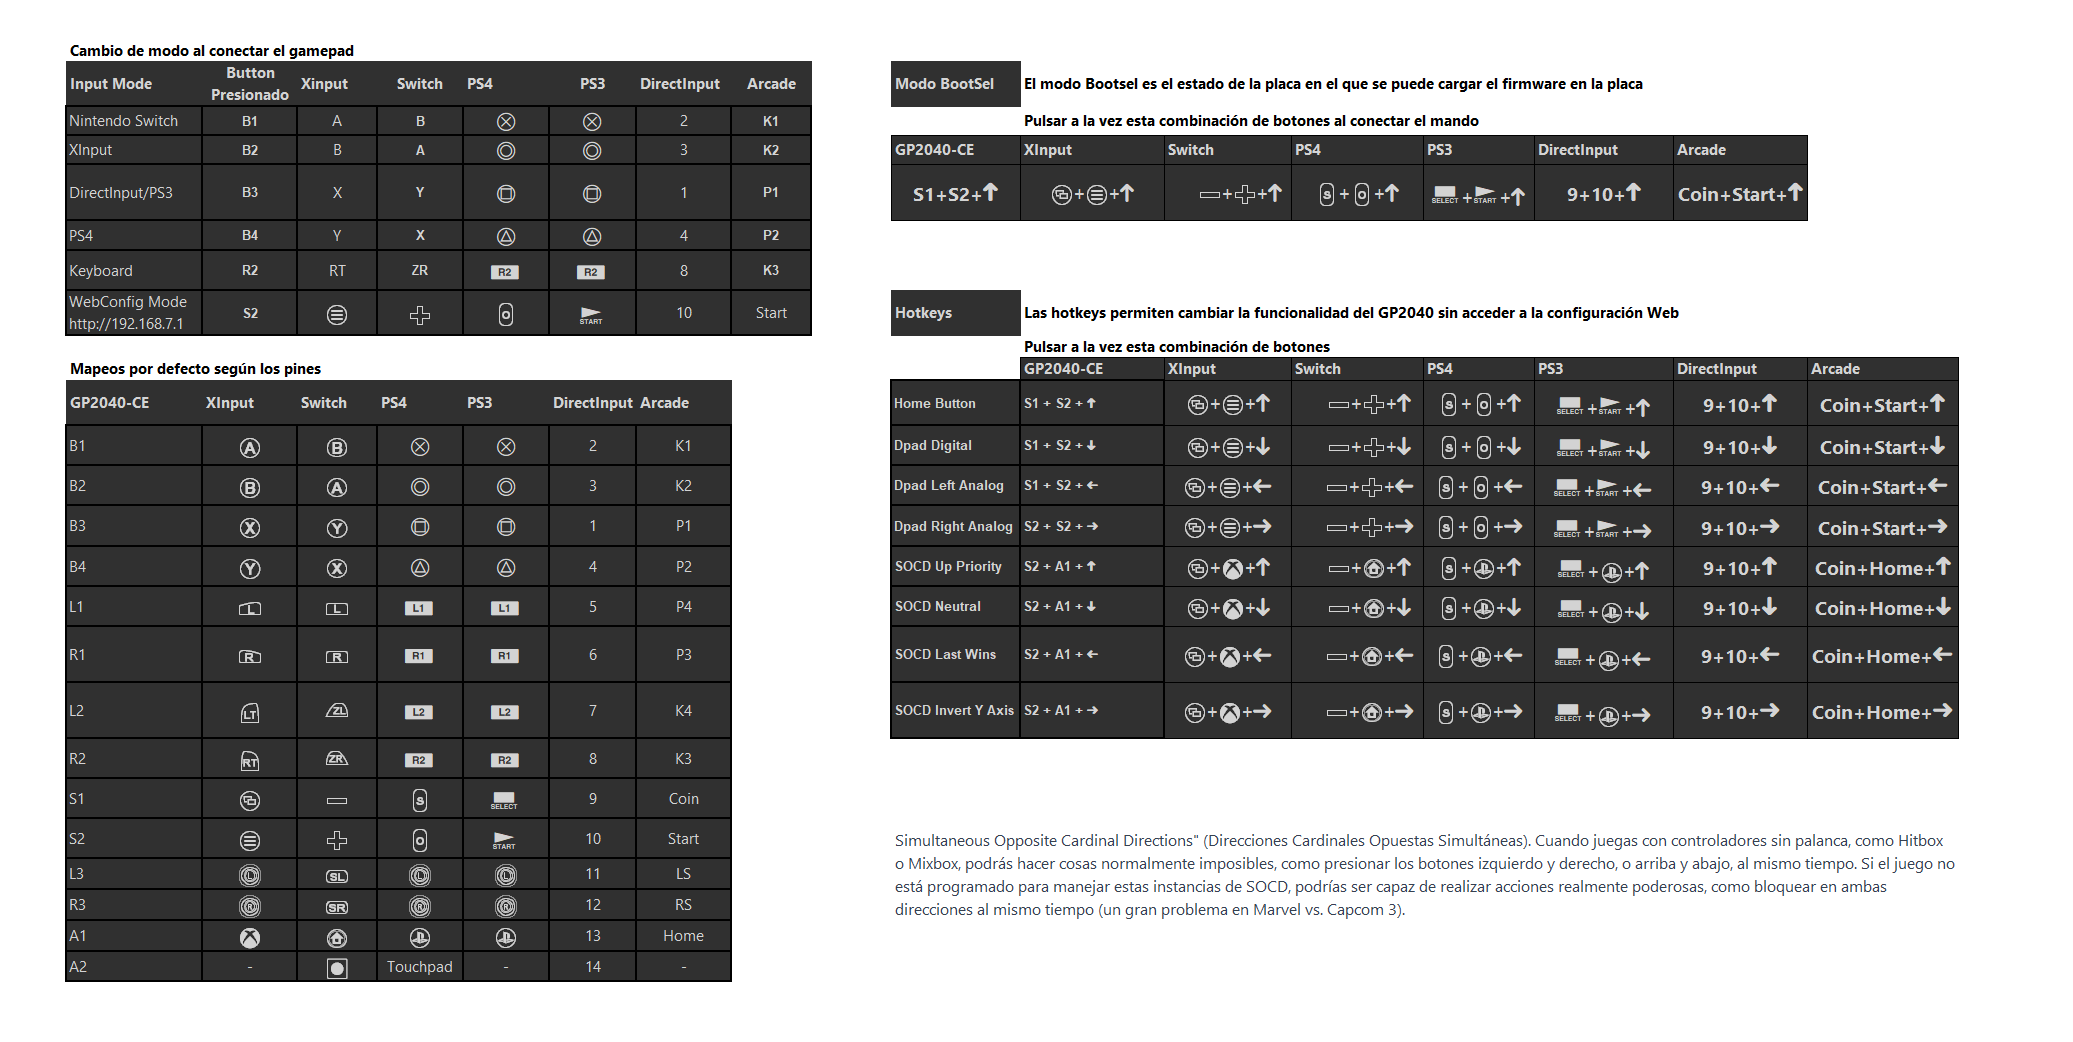 Cambio de modo al conectar el gamepad
Input Mode Button Presionado Xinput Switch PS4 PS3 DirectInput Arcade
Nintendo Switch B1 A B 2 K1
XInput B2 B A 3 K2
DirectInput/PS3 B3 X Y 1 P1
PS4 B4 Y X 4 P2
Keyboard R2 RT ZR R2 R2 8 K3
WebConfig Mode
http://192.168.7.1 S2 O START 10 Start
Mapeos por defecto según los pines
GP2040-CE XInput Switch PS4 PS3 DirectInput Arcade
B1 A B 2 K1
B2 B A 3 K2
B3 X Y 1 P1
B4 Y X 4 P2
L1 L L L1 L1 5 P4
R1 R R R1 R1 6 P3
L2 LT ZL L2 L2 7 K4
R2 RT ZR R2 R2 8 K3
S1 S SELECT 9 Coin
S2 O START 10 Start
L3 L SL L L 11 LS
R3 R SR R R 12 RS
A1 13 Home
A2 - Touchpad - 14 -
Modo BootSel El modo Bootsel es el estado de la placa en el que se puede cargar el firmware en la placa
Pulsar a la vez esta combinación de botones al conectar el mando
GP2040-CE XInput Switch PS4 PS3 DirectInput Arcade
S1+S2+↑ ++↑ ++↑ S + O +↑ SELECT +START +↑ 9+10+↑ Coin+Start+↑
Hotkeys Las hotkeys permiten cambiar la funcionalidad del GP2040 sin acceder a la configuración Web
Pulsar a la vez esta combinación de botones
GP2040-CE XInput Switch PS4 PS3 DirectInput Arcade
Home Button S1 + S2 + ↑ ++↑ ++↑ S + O +↑ SELECT +START +↑ 9+10+↑ Coin+Start+↑
Dpad Digital S1 + S2 + ↓ ++↓ ++↓ S + O +↓ SELECT +START +↓ 9+10+↓ Coin+Start+↓
Dpad Left Analog S1 + S2 + ← ++← ++← S + O +← SELECT +START +← 9+10+← Coin+Start+←
Dpad Right Analog S2 + S2 + → ++→ ++→ S + O +→ SELECT +START +→ 9+10+→ Coin+Start+→
SOCD Up Priority S2 + A1 + ↑ ++↑ ++↑ S + +↑ SELECT + +↑ 9+10+↑ Coin+Home+↑
SOCD Neutral S2 + A1 + ↓ ++↓ ++↓ S + +↓ SELECT + +↓ 9+10+↓ Coin+Home+↓
SOCD Last Wins S2 + A1 + ← ++← ++← S + +← SELECT + +← 9+10+← Coin+Home+←
SOCD Invert Y Axis S2 + A1 + → ++→ ++→ S + +→ SELECT + +→ 9+10+→ Coin+Home+→
Simultaneous Opposite Cardinal Directions" (Direcciones Cardinales Opuestas Simultáneas). Cuando juegas con controladores sin palanca, como Hitbox
o Mixbox, podrás hacer cosas normalmente imposibles, como presionar los botones izquierdo y derecho, o arriba y abajo, al mismo tiempo. Si el juego no
está programado para manejar estas instancias de SOCD, podrías ser capaz de realizar acciones realmente poderosas, como bloquear en ambas
direcciones al mismo tiempo (un gran problema en Marvel vs. Capcom 3).